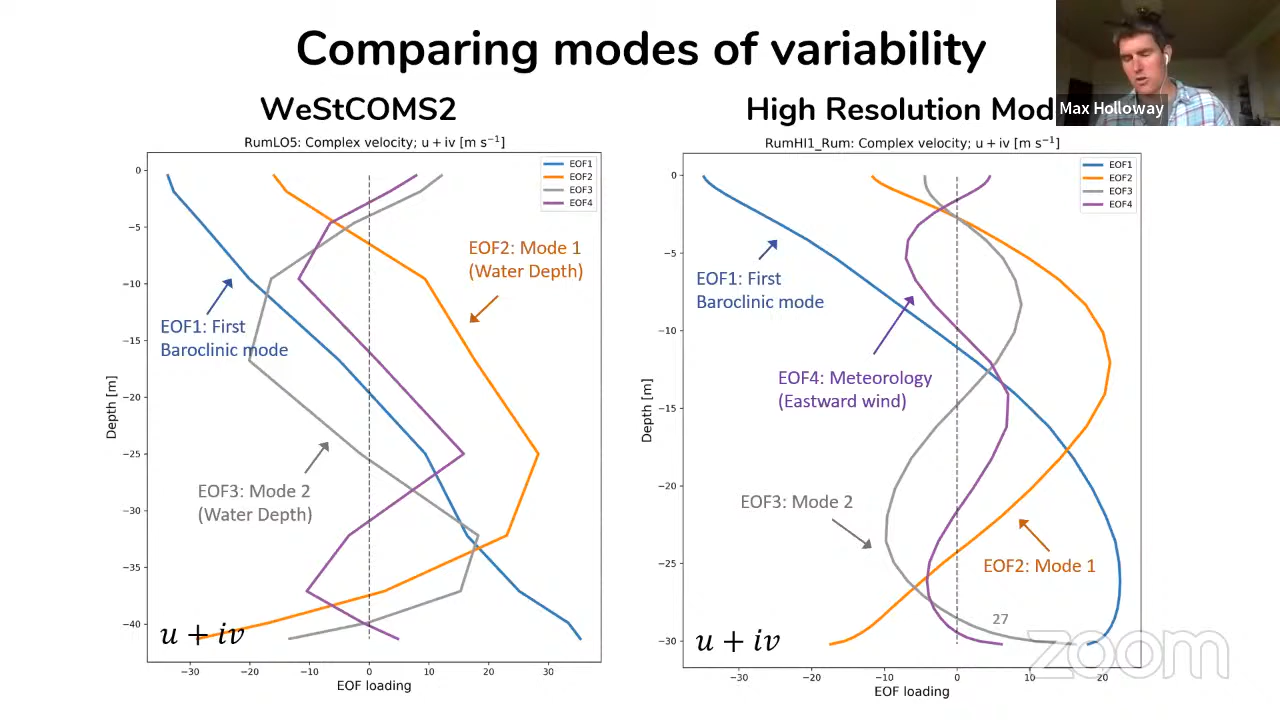 Comparing modes of variability
WeStCOMS2
RumLO5: Complex velocity; u + iv [m s⁻¹]
EOF1
EOF2
EOF3
EOF4
EOF2: Mode 1
(Water Depth)
EOF1: First
Baroclinic mode
EOF3: Mode 2
(Water Depth)
u + iv
Depth [m]
0
−5
−10
−15
−20
−25
−30
−35
−40
−30
−20
−10
0
10
20
30
EOF loading
High Resolution Mod
Max Holloway
RumHI1_Rum: Complex velocity; u + iv [m s⁻¹]
EOF1
EOF2
EOF3
EOF4
EOF1: First
Baroclinic mode
EOF4: Meteorology
(Eastward wind)
EOF3: Mode 2
EOF2: Mode 1
27
u + iv
Depth [m]
0
−5
−10
−15
−20
−25
−30
−30
−20
−10
0
10
20
EOF loading
zoom